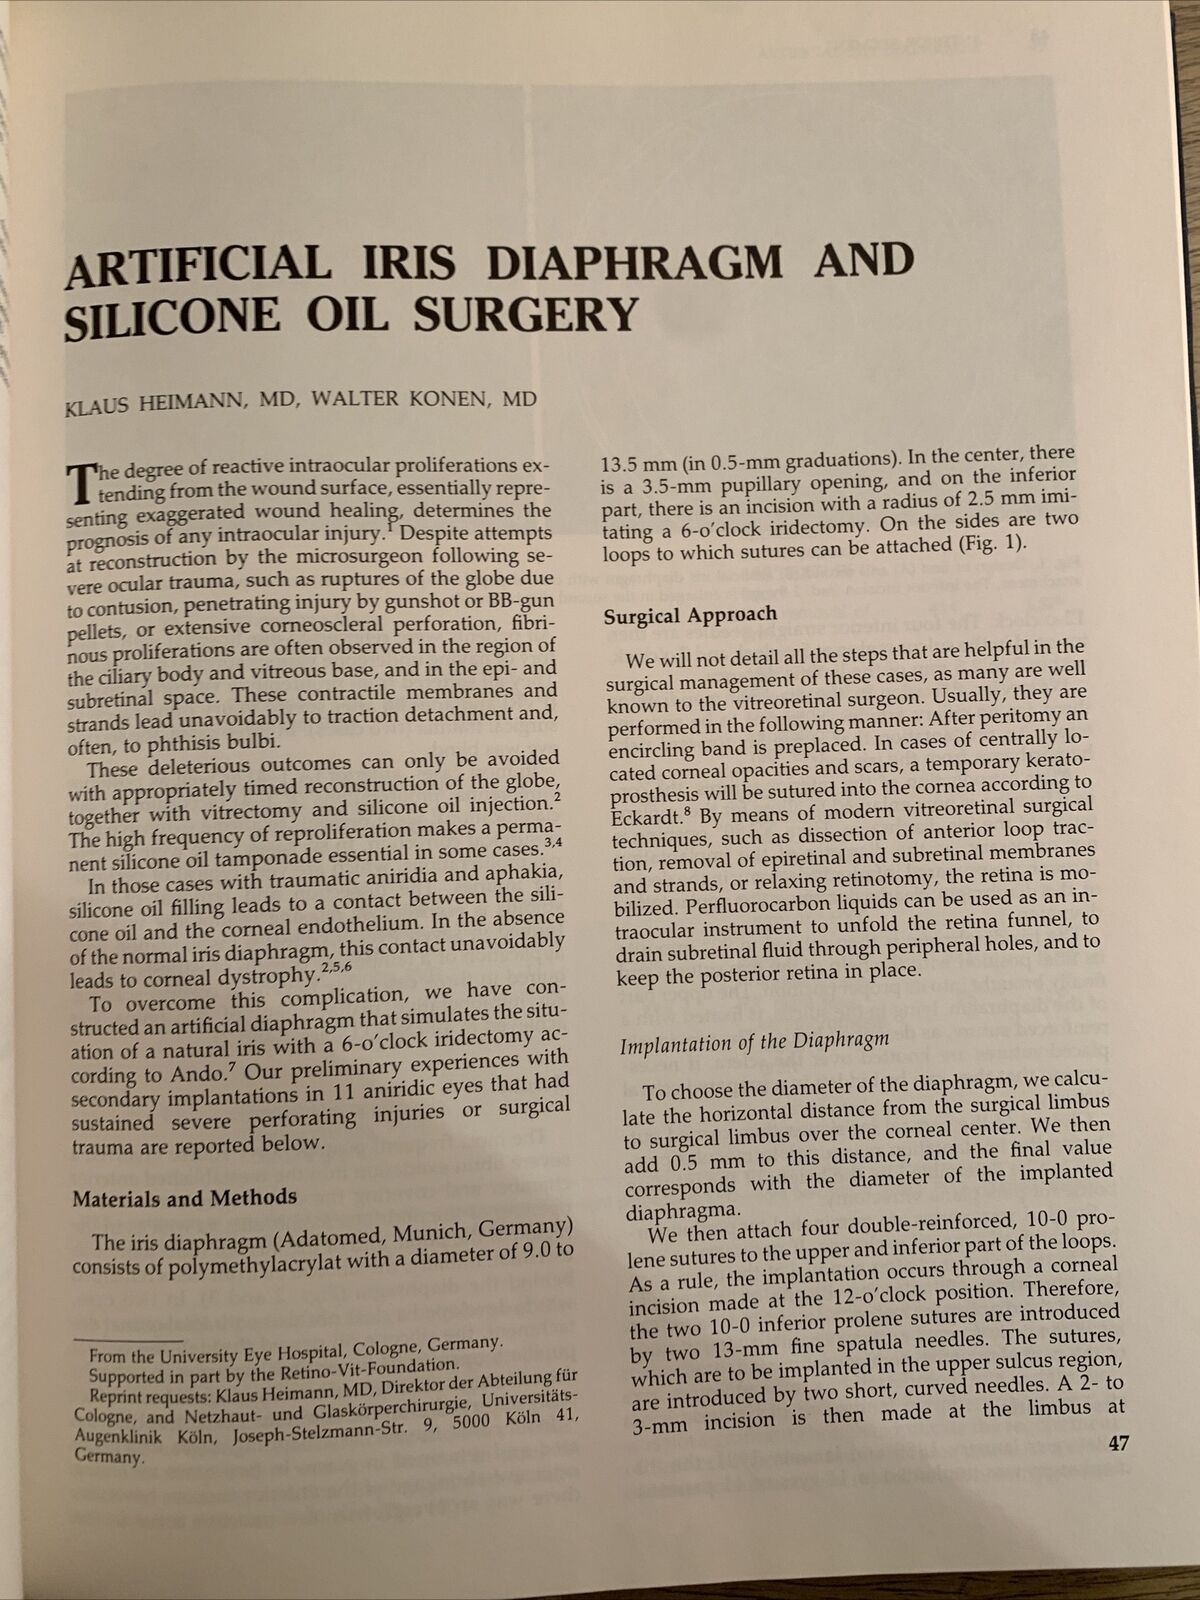 ARTIFICIAL IRIS DIAPHRAGM AND
SILICONE OIL SURGERY
KLAUS HEIMANN, MD, WALTER KONEN, MD
The degree of reactive intraocular proliferations ex-
tending from the wound surface, essentially repre-
senting exaggerated wound healing, determines the
prognosis of any intraocular injury.1 Despite attempts
at reconstruction by the microsurgeon following se-
vere ocular trauma, such as ruptures of the globe due
to contusion, penetrating injury by gunshot or BB-gun
pellets, or extensive corneoscleral perforation, fibri-
nous proliferations are often observed in the region of
the ciliary body and vitreous base, and in the epi- and
subretinal space. These contractile membranes and
strands lead unavoidably to traction detachment and,
often, to phthisis bulbi.
These deleterious outcomes can only be avoided
with appropriately timed reconstruction of the globe,
together with vitrectomy and silicone oil injection.2
The high frequency of reproliferation makes a perma-
nent silicone oil tamponade essential in some cases.3,4
In those cases with traumatic aniridia and aphakia,
silicone oil filling leads to a contact between the sili-
cone oil and the corneal endothelium. In the absence
of the normal iris diaphragm, this contact unavoidably
leads to corneal dystrophy.2,5,6
To overcome this complication, we have con-
structed an artificial diaphragm that simulates the situ-
ation of a natural iris with a 6-o'clock iridectomy ac-
cording to Ando.7 Our preliminary experiences with
secondary implantations in 11 aniridic eyes that had
sustained severe perforating injuries or surgical
trauma are reported below.
Materials and Methods
The iris diaphragm (Adatomed, Munich, Germany)
consists of polymethylacrylat with a diameter of 9.0 to
From the University Eye Hospital, Cologne, Germany.
Supported in part by the Retino-Vit-Foundation.
Reprint requests: Klaus Heimann, MD, Direktor der Abteilung für
Cologne, and Netzhaut- und Glaskörperchirurgie, Universitäts-
Augenklinik Köln, Joseph-Stelzmann-Str. 9, 5000 Köln 41,
Germany.
13.5 mm (in 0.5-mm graduations). In the center, there
is a 3.5-mm pupillary opening, and on the inferior
part, there is an incision with a radius of 2.5 mm imi-
tating a 6-o'clock iridectomy. On the sides are two
loops to which sutures can be attached (Fig. 1).
Surgical Approach
We will not detail all the steps that are helpful in the
surgical management of these cases, as many are well
known to the vitreoretinal surgeon. Usually, they are
performed in the following manner: After peritomy an
encircling band is preplaced. In cases of centrally lo-
cated corneal opacities and scars, a temporary kerato-
prosthesis will be sutured into the cornea according to
Eckardt.8 By means of modern vitreoretinal surgical
techniques, such as dissection of anterior loop trac-
tion, removal of epiretinal and subretinal membranes
and strands, or relaxing retinotomy, the retina is mo-
bilized. Perfluorocarbon liquids can be used as an in-
traocular instrument to unfold the retina funnel, to
drain subretinal fluid through peripheral holes, and to
keep the posterior retina in place.
Implantation of the Diaphragm
To choose the diameter of the diaphragm, we calcu-
late the horizontal distance from the surgical limbus
to surgical limbus over the corneal center. We then
add 0.5 mm to this distance, and the final value
corresponds with the diameter of the implanted
diaphragma.
We then attach four double-reinforced, 10-0 pro-
lene sutures to the upper and inferior part of the loops.
As a rule, the implantation occurs through a corneal
incision made at the 12-o'clock position. Therefore,
the two 10-0 inferior prolene sutures are introduced
by two 13-mm fine spatula needles. The sutures,
which are to be implanted in the upper sulcus region,
are introduced by two short, curved needles. A 2- to
3-mm incision is then made at the limbus at
47